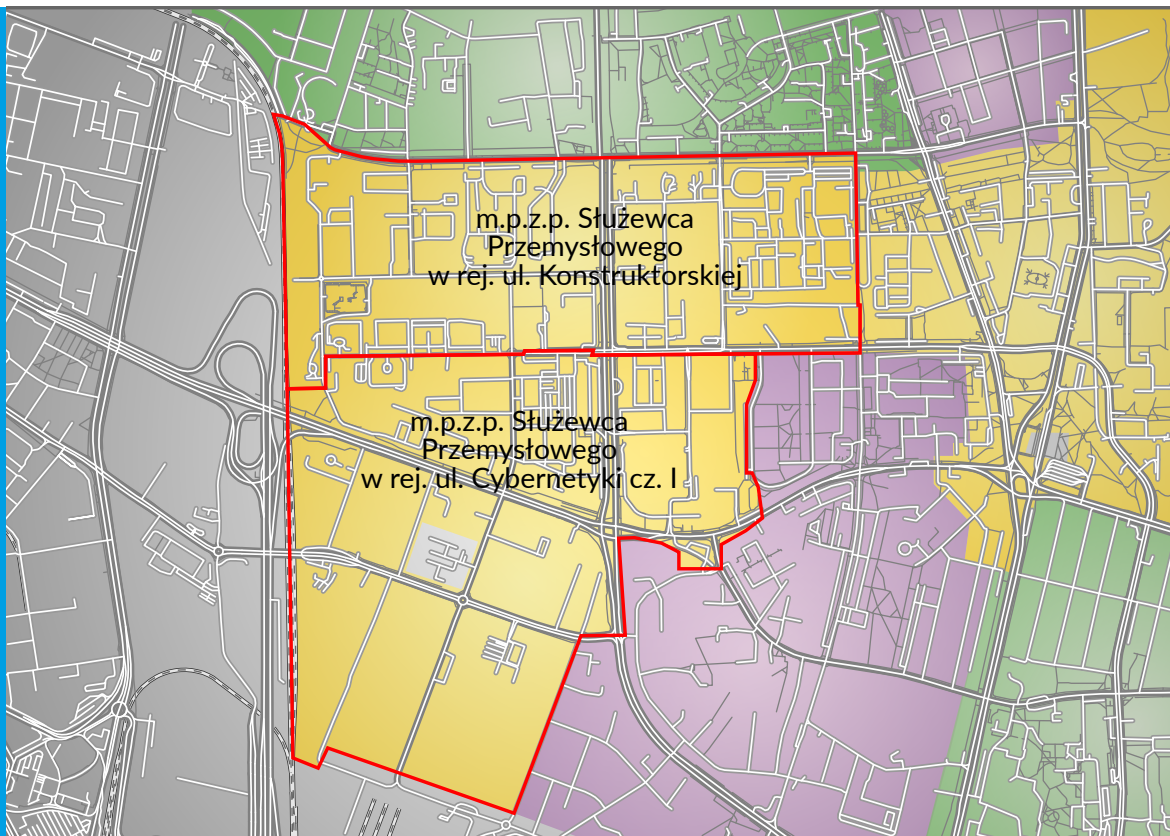 m.p.z.p. Służewca
Przemysłowego
w rej. ul. Konstruktorskiej
m.p.z.p. Służewca
Przemysłowego
w rej. ul. Cybernetyki cz. I